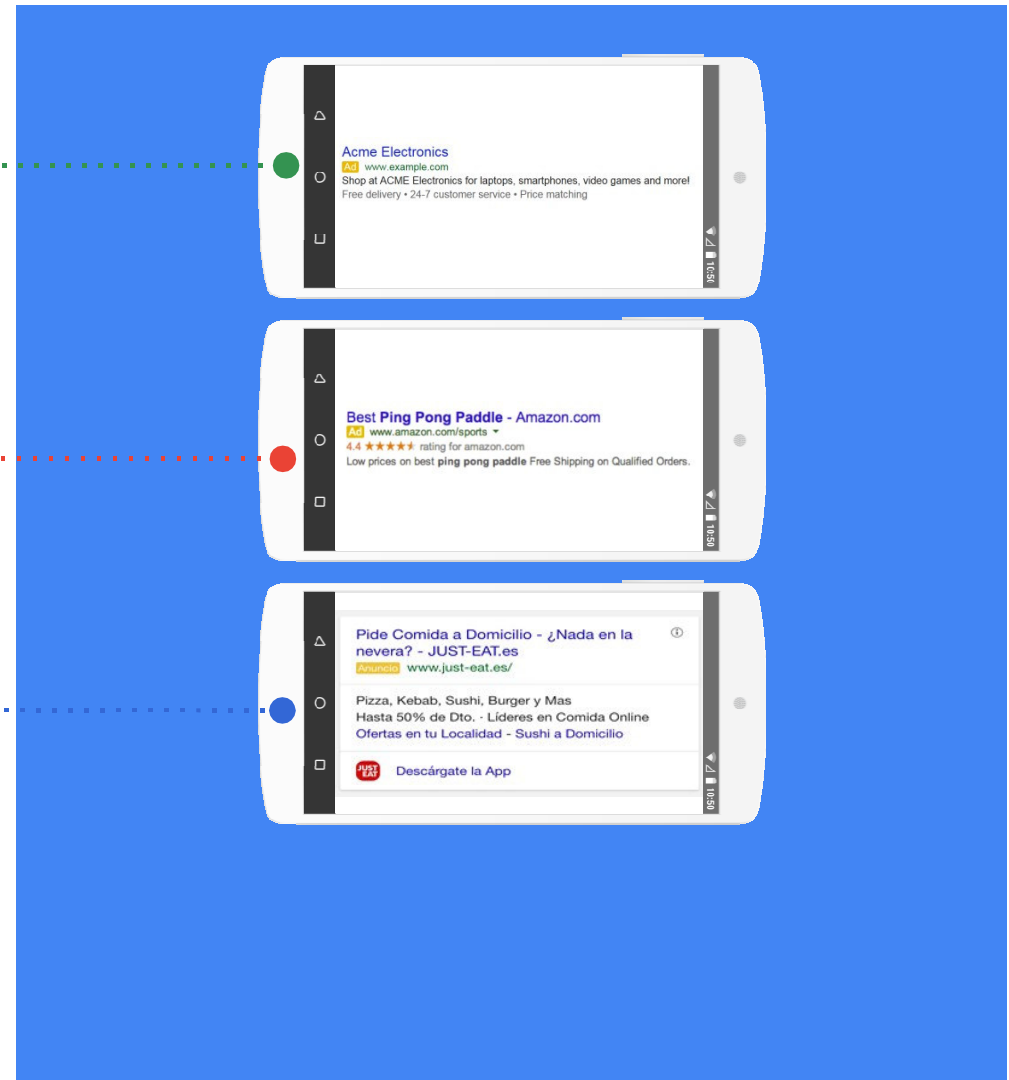 Acme Electronics
Ad www.example.com
Shop at ACME Electronics for laptops, smartphones, video games and more!
Free delivery • 24-7 customer service • Price matching
10:50
Best Ping Pong Paddle - Amazon.com
Ad www.amazon.com/sports
4.4 rating for amazon.com
Low prices on best ping pong paddle Free Shipping on Qualified Orders.
10:50
Pide Comida a Domicilio - ¿Nada en la
nevera? - JUST-EAT.es
Anuncio www.just-eat.es/
Pizza, Kebab, Sushi, Burger y Mas
Hasta 50% de Dto. · Líderes en Comida Online
Ofertas en tu Localidad - Sushi a Domicilio
JUST
EAT
Descárgate la App
10:50